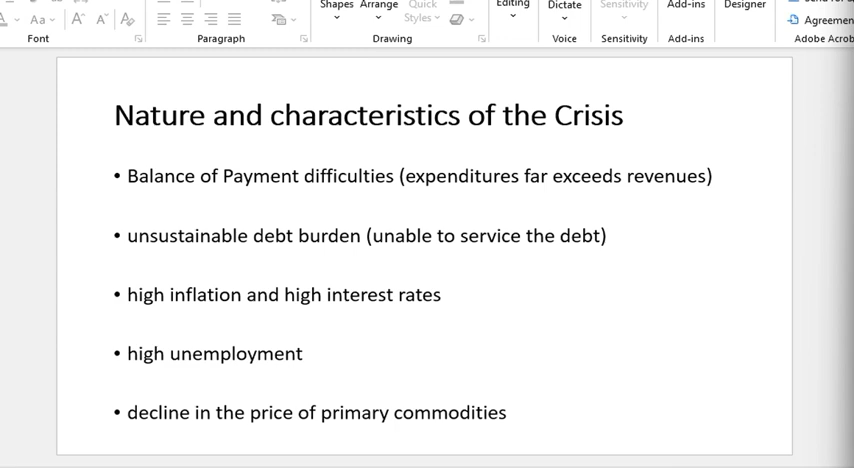 Shapes Arrange Quick Editing Dictate Sensitivity Add-ins Designer
Aa A A A Styles Agreemen
Font Paragraph Drawing Voice Sensitivity Add-ins Adobe Acrob
Nature and characteristics of the Crisis
• Balance of Payment difficulties (expenditures far exceeds revenues)
• unsustainable debt burden (unable to service the debt)
• high inflation and high interest rates
• high unemployment
• decline in the price of primary commodities